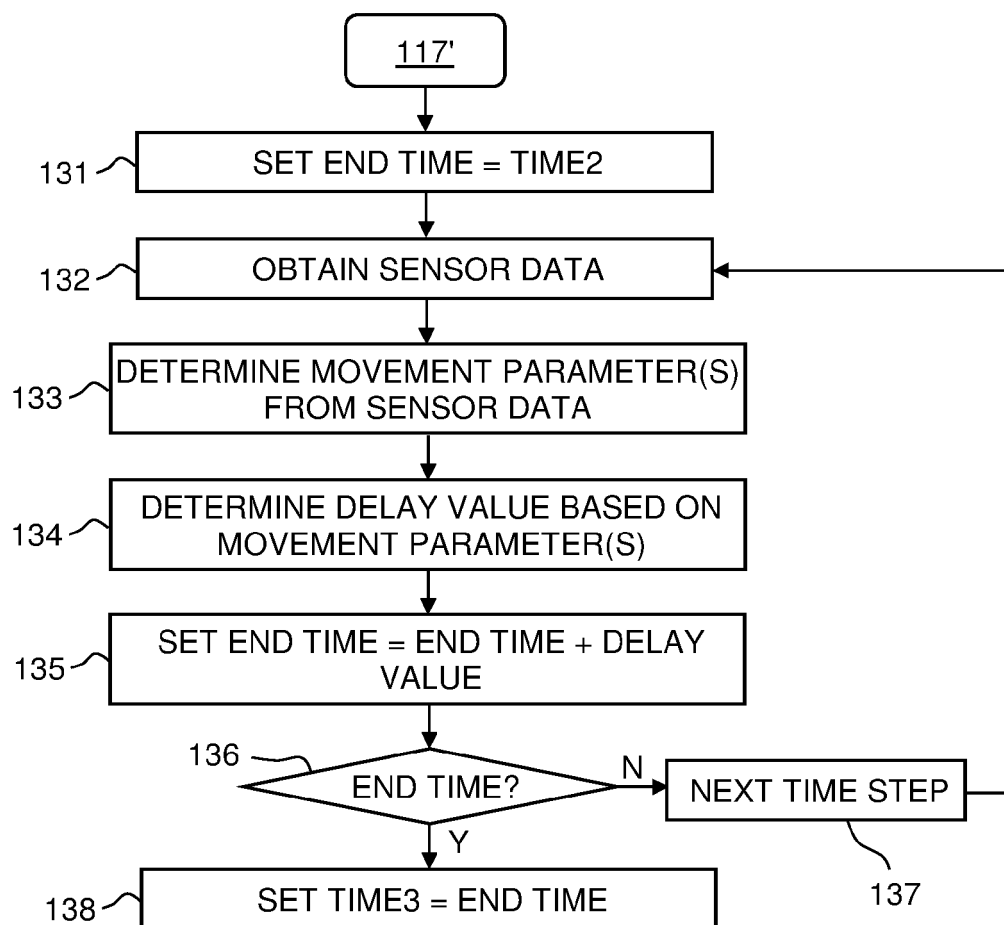 117'
131
SET END TIME = TIME2
132
OBTAIN SENSOR DATA
133
DETERMINE MOVEMENT PARAMETER(S)
FROM SENSOR DATA
134
DETERMINE DELAY VALUE BASED ON
MOVEMENT PARAMETER(S)
135
SET END TIME = END TIME + DELAY
VALUE
136
END TIME?
N
NEXT TIME STEP
137
Y
138
SET TIME3 = END TIME